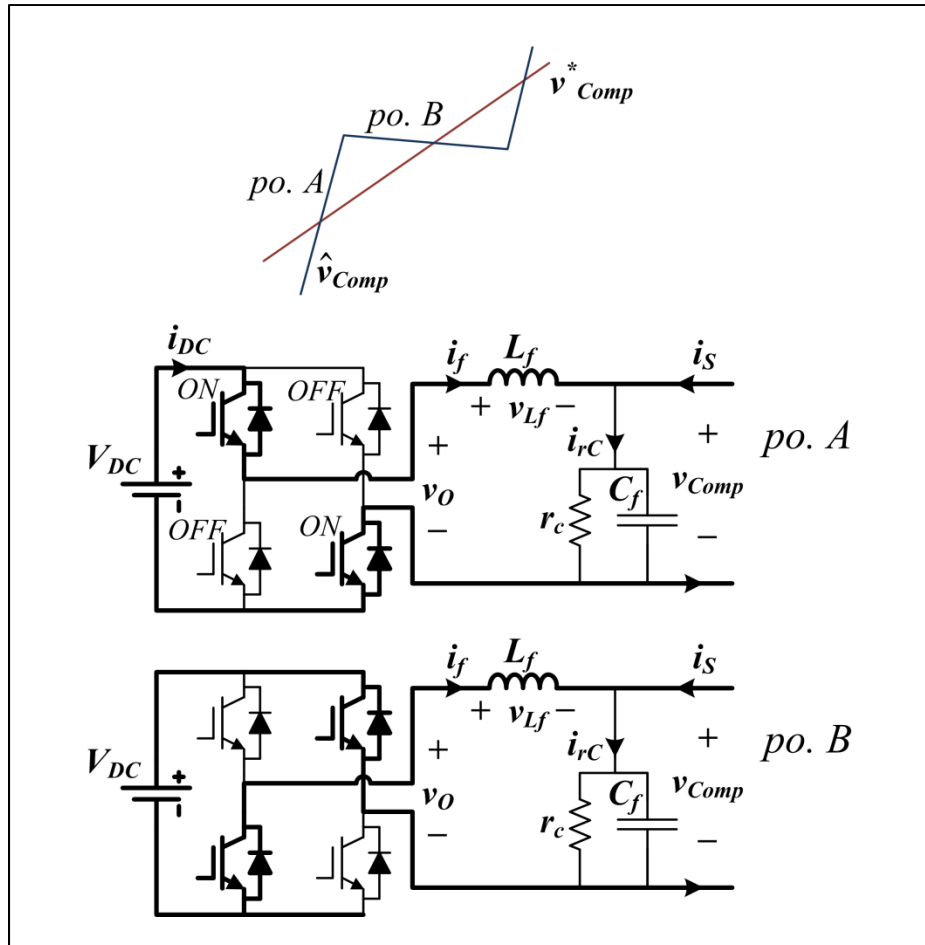 v*Comp
po. B
po. A
v̂Comp
iDC
if
Lf
iS
ON
OFF
+ vLf −
+
+
po. A
irC
VDC
+
Cf
vComp
vO
rc
OFF
ON
−
−
if
Lf
iS
+ vLf −
+
+
po. B
irC
VDC
+
Cf
vComp
vO
rc
−
−